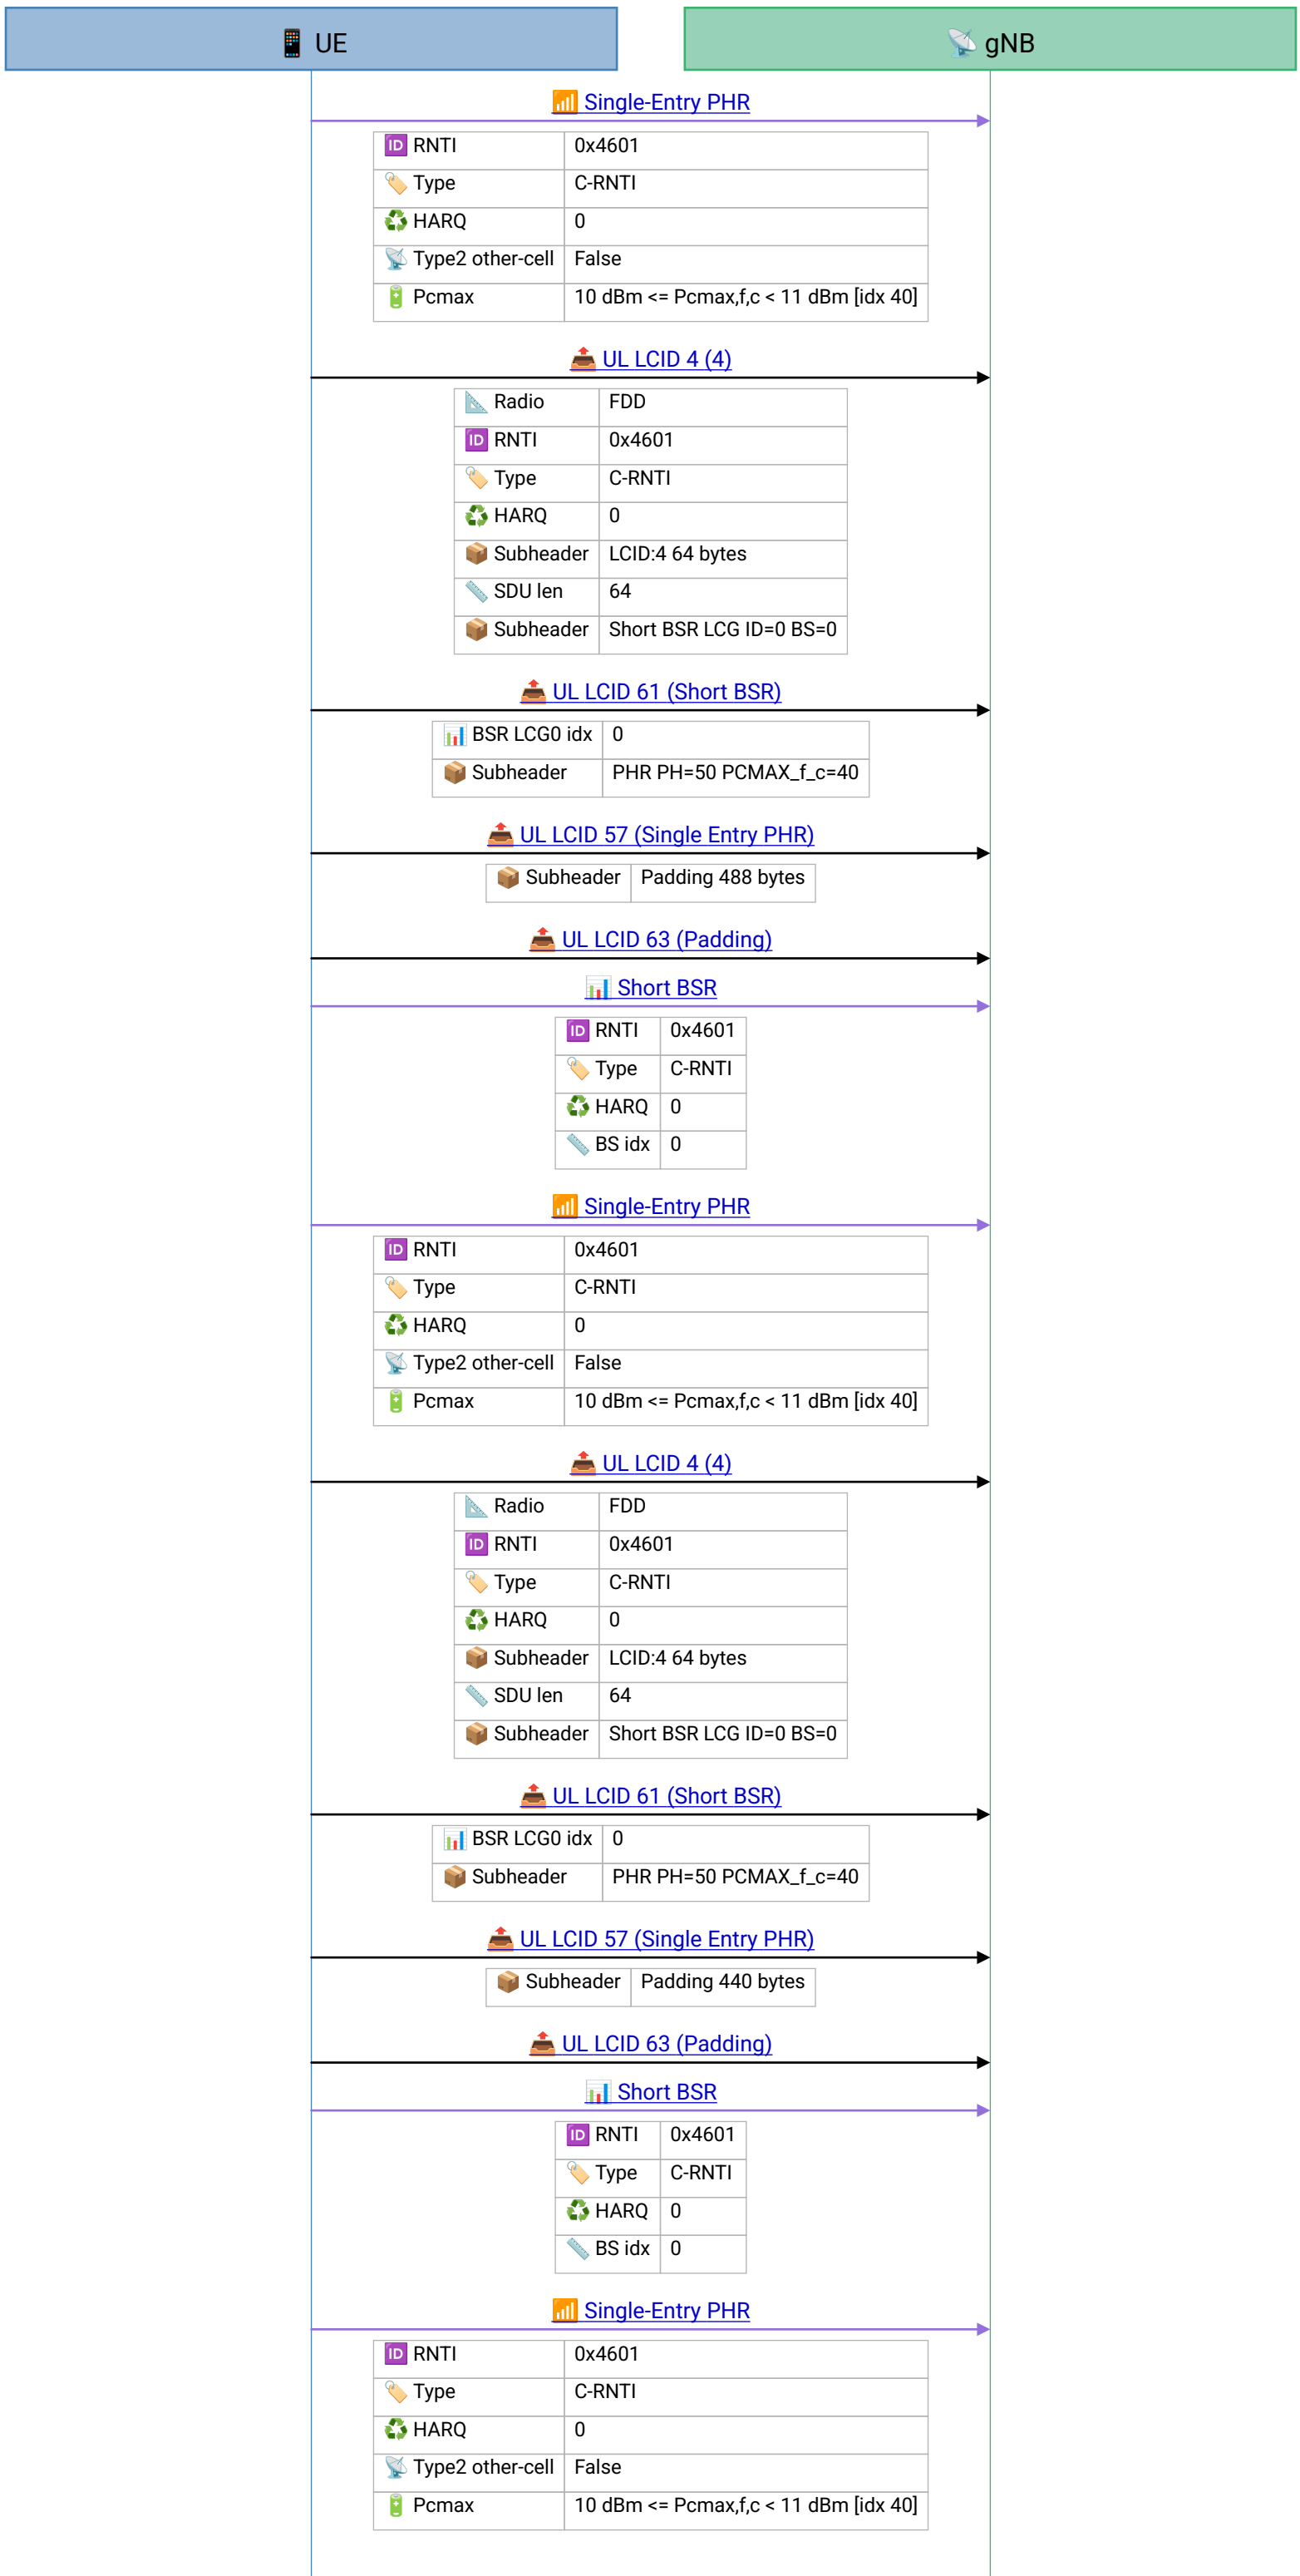 UE
gNB
Single-Entry PHR
RNTI 0x4601
Type C-RNTI
HARQ 0
Type2 other-cell False
Pcmax 10 dBm <= Pcmax,f,c < 11 dBm [idx 40]
UL LCID 4 (4)
Radio FDD
RNTI 0x4601
Type C-RNTI
HARQ 0
Subheader LCID:4 64 bytes
SDU len 64
Subheader Short BSR LCG ID=0 BS=0
UL LCID 61 (Short BSR)
BSR LCG0 idx 0
Subheader PHR PH=50 PCMAX_f_c=40
UL LCID 57 (Single Entry PHR)
Subheader Padding 488 bytes
UL LCID 63 (Padding)
Short BSR
RNTI 0x4601
Type C-RNTI
HARQ 0
BS idx 0
Single-Entry PHR
RNTI 0x4601
Type C-RNTI
HARQ 0
Type2 other-cell False
Pcmax 10 dBm <= Pcmax,f,c < 11 dBm [idx 40]
UL LCID 4 (4)
Radio FDD
RNTI 0x4601
Type C-RNTI
HARQ 0
Subheader LCID:4 64 bytes
SDU len 64
Subheader Short BSR LCG ID=0 BS=0
UL LCID 61 (Short BSR)
BSR LCG0 idx 0
Subheader PHR PH=50 PCMAX_f_c=40
UL LCID 57 (Single Entry PHR)
Subheader Padding 440 bytes
UL LCID 63 (Padding)
Short BSR
RNTI 0x4601
Type C-RNTI
HARQ 0
BS idx 0
Single-Entry PHR
RNTI 0x4601
Type C-RNTI
HARQ 0
Type2 other-cell False
Pcmax 10 dBm <= Pcmax,f,c < 11 dBm [idx 40]